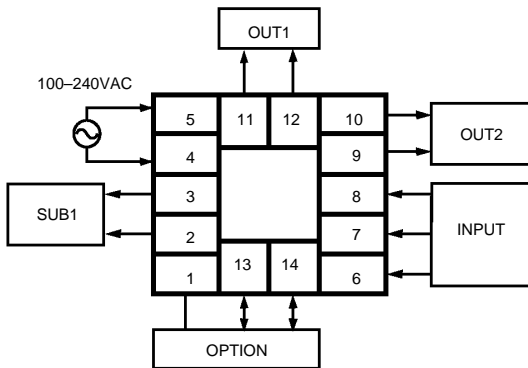 OUT1
100–240VAC
5 11 12 10
OUT2
4 9
3 8
SUB1
2 7
INPUT
13 14
1 6
OPTION